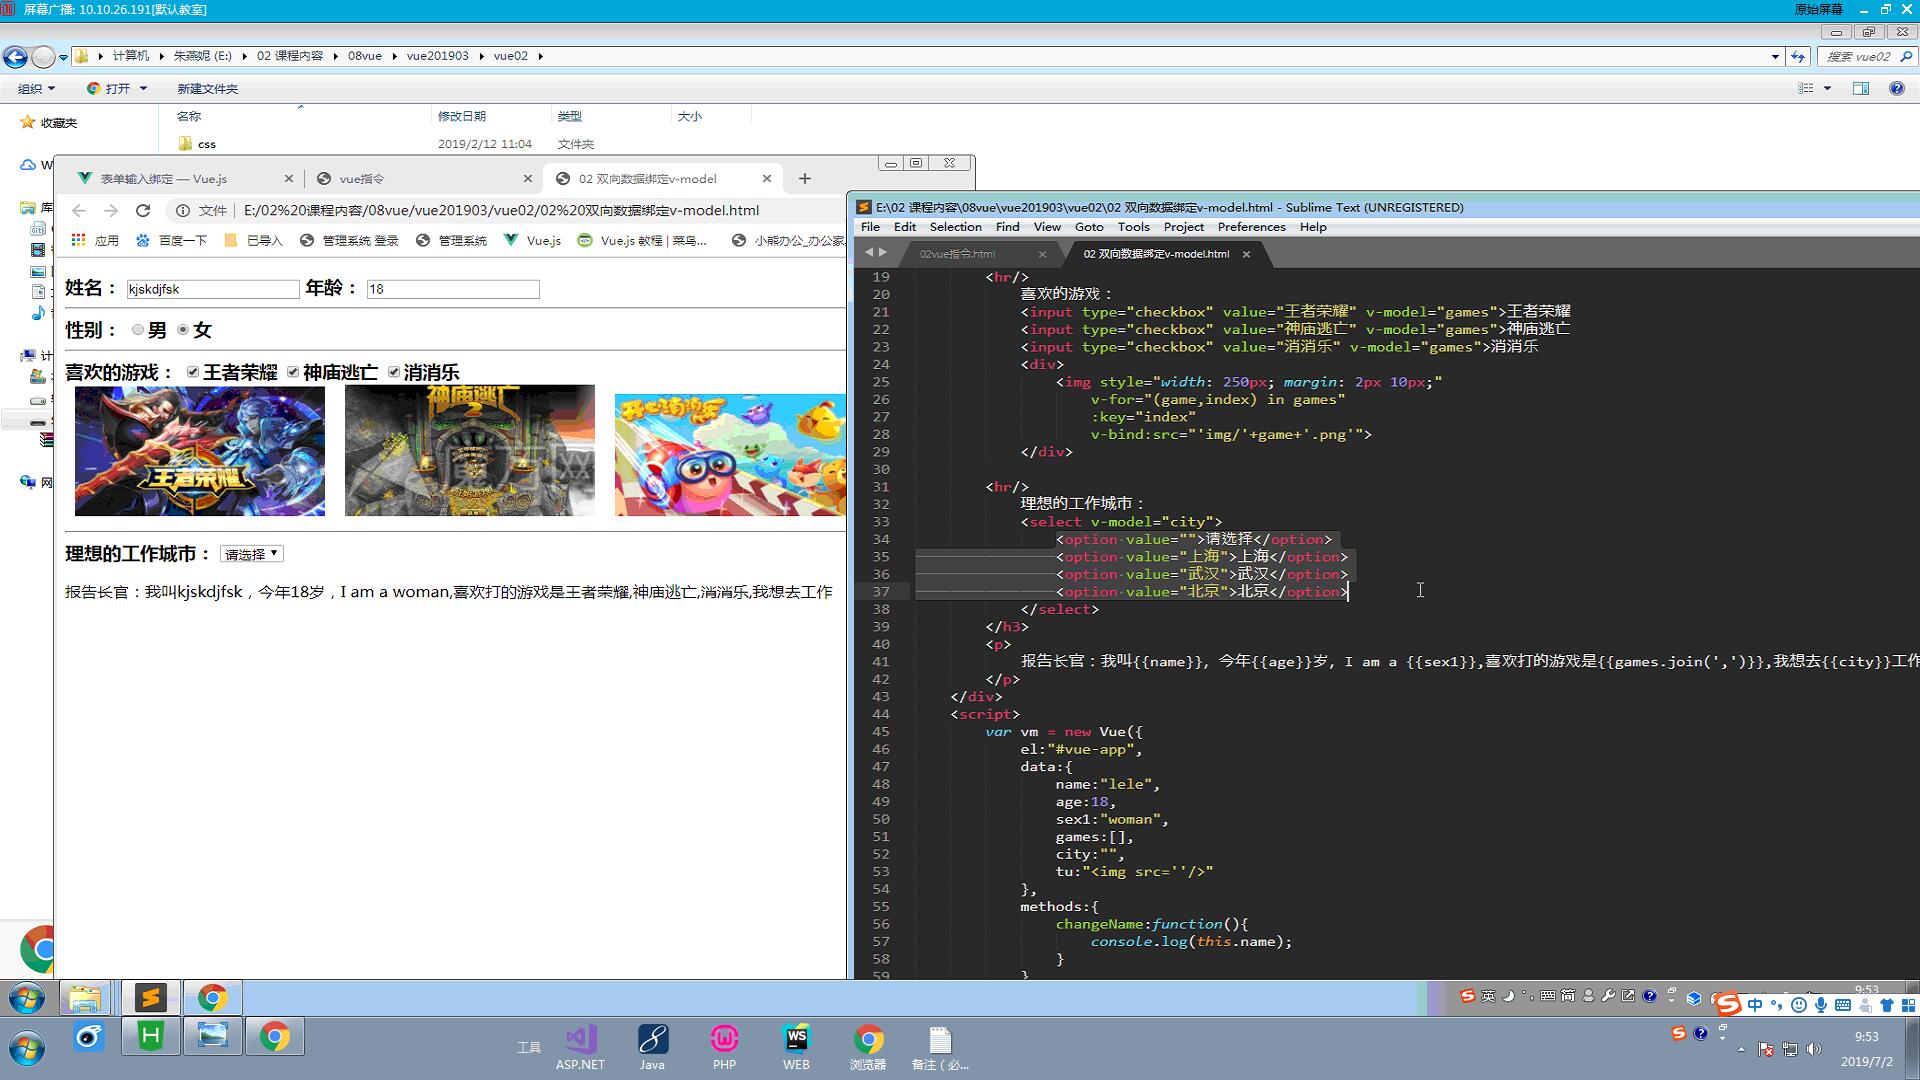 屏幕广播: 10.10.26.191[默认教室]
原始屏幕
计算机 朱燕妮 (E:) 02 课程内容 08vue vue201903 vue02
搜索 vue02
组织 打开 新建文件夹
名称 修改日期 类型 大小
收藏夹
css 2019/2/12 11:04 文件夹
表单输入绑定 — Vue.js
vue指令
02 双向数据绑定v-model
文件 E:/02%20课程内容/08vue/vue201903/vue02/02%20双向数据绑定v-model.html
应用 百度一下 已导入 管理系统 登录 管理系统 Vue.js Vue.js 教程 | 菜鸟... 小能办公_办公家
库
网
姓名： kjskdjfsk 年龄： 18
性别： 男 女
喜欢的游戏： 王者荣耀 神庙逃亡 消消乐
王者荣耀
神庙逃亡
2
理想的工作城市： 请选择
报告长官：我叫kjskdjfsk，今年18岁，I am a woman,喜欢打的游戏是王者荣耀,神庙逃亡,消消乐,我想去工作
E:\02 课程内容\08vue\vue201903\vue02\02 双向数据绑定v-model.html - Sublime Text (UNREGISTERED)
File Edit Selection Find View Goto Tools Project Preferences Help
02vue指令.html
02 双向数据绑定v-model.html
19 <hr/>
20 喜欢的游戏：
21 <input type="checkbox" value="王者荣耀" v-model="games">王者荣耀
22 <input type="checkbox" value="神庙逃亡" v-model="games">神庙逃亡
23 <input type="checkbox" value="消消乐" v-model="games">消消乐
24 <div>
25 <img style="width: 250px; margin: 2px 10px;"
26 v-for="(game,index) in games"
27 :key="index"
28 v-bind:src="'img/'+game+'.png'">
29 </div>
30
31 <hr/>
32 理想的工作城市：
33 <select v-model="city">
34 <option value="">请选择</option>
35 <option value="上海">上海</option>
36 <option value="武汉">武汉</option>
37 <option value="北京">北京</option>
38 </select>
39 </h3>
40 <p>
41 报告长官：我叫{{name}}, 今年{{age}}岁, I am a {{sex1}},喜欢打的游戏是{{games.join(',')}},我想去{{city}}工作
42 </p>
43 </div>
44 <script>
45 var vm = new Vue({
46 el:"#vue-app",
47 data:{
48 name:"lele",
49 age:18,
50 sex1:"woman",
51 games:[],
52 city:"",
53 tu:"<img src=''/>"
54 },
55 methods:{
56 changeName:function(){
57 console.log(this.name);
58 }
59 }
英 简
9:53
中
工具 ASP.NET Java PHP WEB 浏览器 备注（必...
9:53
2019/7/2